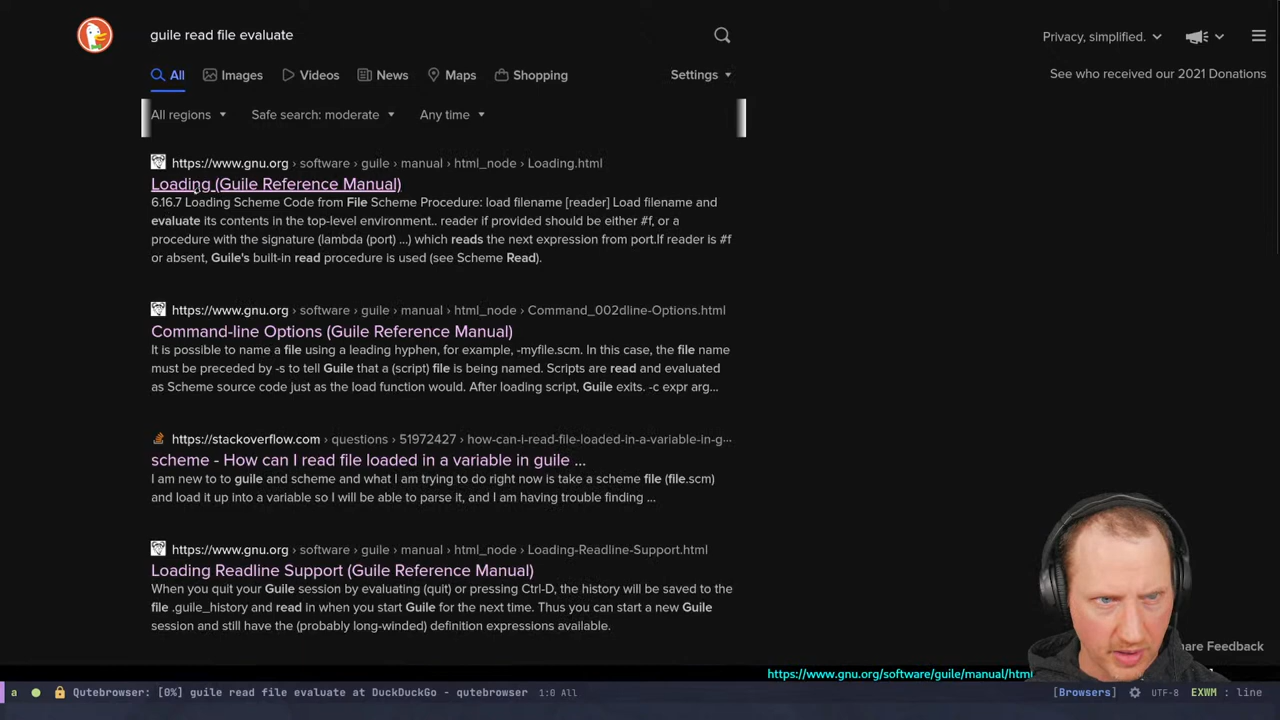 guile read file evaluate
Privacy, simplified.
All Images Videos News Maps Shopping Settings
See who received our 2021 Donations
All regions Safe search: moderate Any time
https://www.gnu.org › software › guile › manual › html_node › Loading.html
Loading (Guile Reference Manual)
6.16.7 Loading Scheme Code from File Scheme Procedure: load filename [reader] Load filename and
evaluate its contents in the top-level environment.. reader if provided should be either #f, or a
procedure with the signature (lambda (port) ...) which reads the next expression from port.If reader is #f
or absent, Guile's built-in read procedure is used (see Scheme Read).
https://www.gnu.org › software › guile › manual › html_node › Command_002dline-Options.html
Command-line Options (Guile Reference Manual)
It is possible to name a file using a leading hyphen, for example, -myfile.scm. In this case, the file name
must be preceded by -s to tell Guile that a (script) file is being named. Scripts are read and evaluated
as Scheme source code just as the load function would. After loading script, Guile exits. -c expr arg...
https://stackoverflow.com › questions › 51972427 › how-can-i-read-file-loaded-in-a-variable-in-g...
scheme - How can I read file loaded in a variable in guile ...
I am new to to guile and scheme and what I am trying to do right now is take a scheme file (file.scm)
and load it up into a variable so I will be able to parse it, and I am having trouble finding ...
https://www.gnu.org › software › guile › manual › html_node › Loading-Readline-Support.html
Loading Readline Support (Guile Reference Manual)
When you quit your Guile session by evaluating (quit) or pressing Ctrl-D, the history will be saved to the
file .guile_history and read in when you start Guile for the next time. Thus you can start a new Guile
session and still have the (probably long-winded) definition expressions available.
are Feedback
https://www.gnu.org/software/guile/manual/html
a Qutebrowser: [0%] guile read file evaluate at DuckDuckGo - qutebrowser 1:0 All [Browsers] UTF-8 EXWM : line